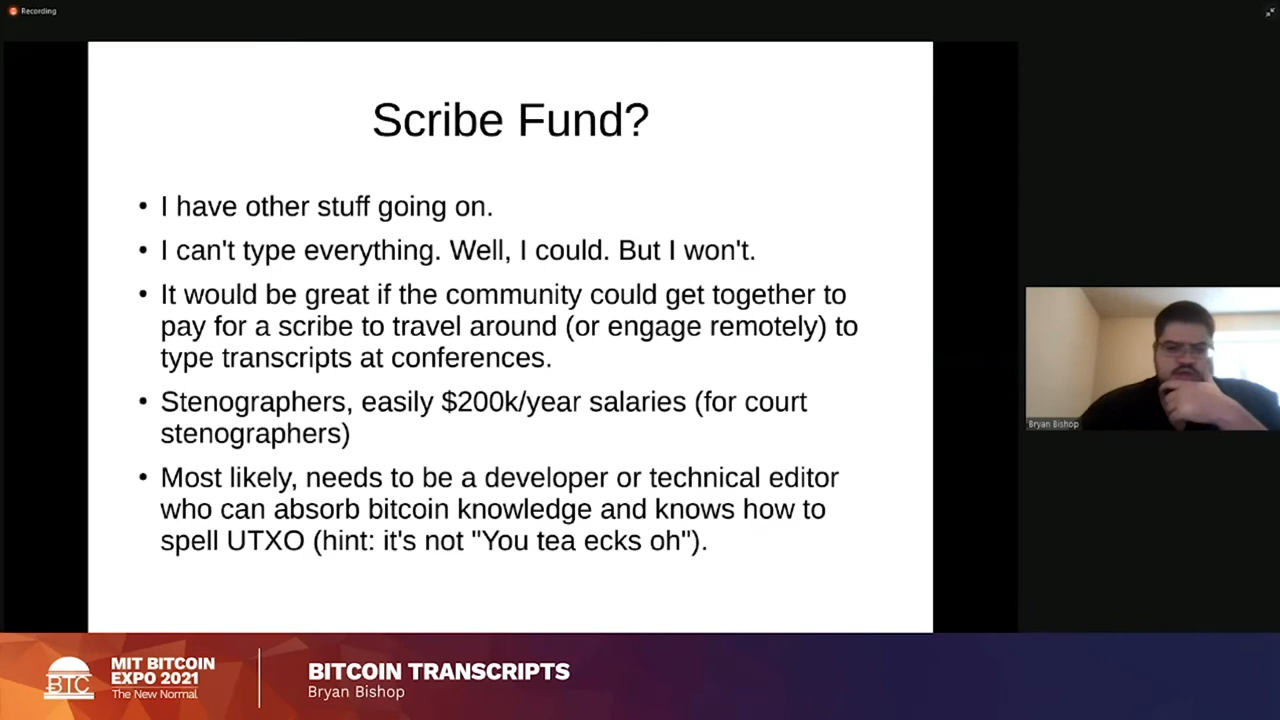 Recording
Scribe Fund?
• I have other stuff going on.
• I can't type everything. Well, I could. But I won't.
• It would be great if the community could get together to
pay for a scribe to travel around (or engage remotely) to
type transcripts at conferences.
• Stenographers, easily $200k/year salaries (for court
stenographers)
• Most likely, needs to be a developer or technical editor
who can absorb bitcoin knowledge and knows how to
spell UTXO (hint: it's not "You tea ecks oh").
Bryan Bishop
BTC
MIT BITCOIN
EXPO 2021
The New Normal
BITCOIN TRANSCRIPTS
Bryan Bishop